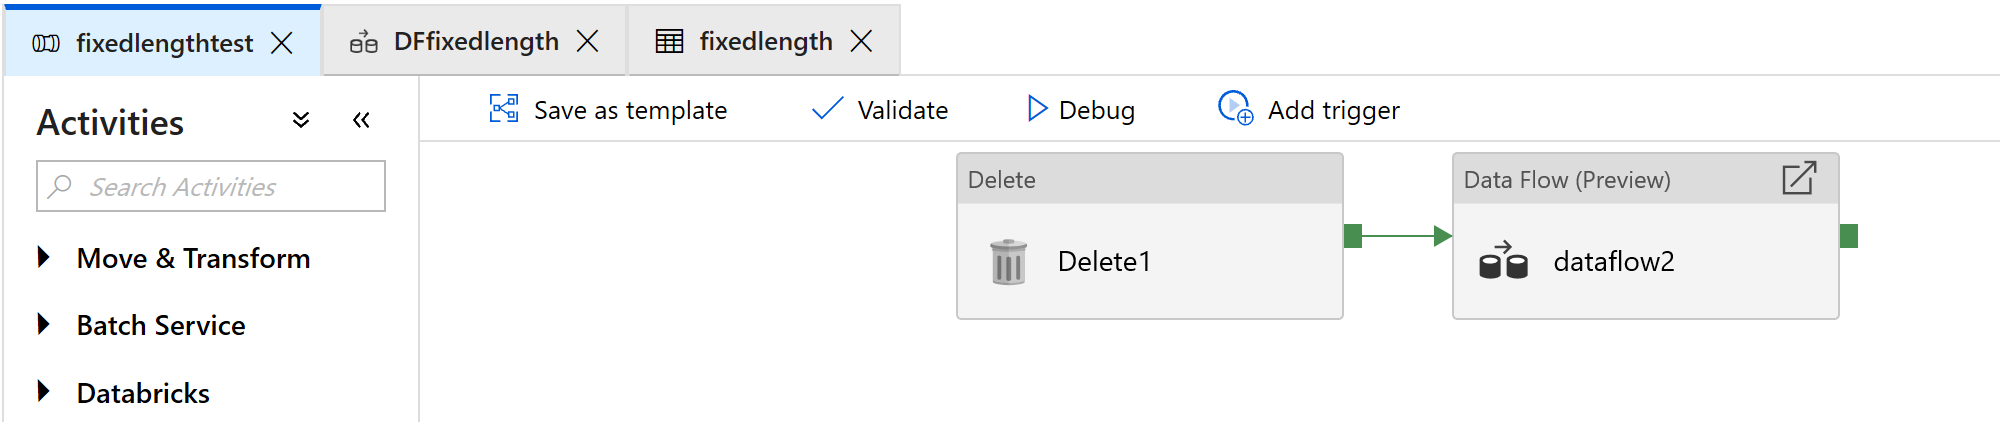 fixedlengthtest
DFfixedlength
fixedlength
Activities
Search Activities
Move & Transform
Batch Service
Databricks
Save as template
Validate
Debug
Add trigger
Delete
Delete1
Data Flow (Preview)
dataflow2